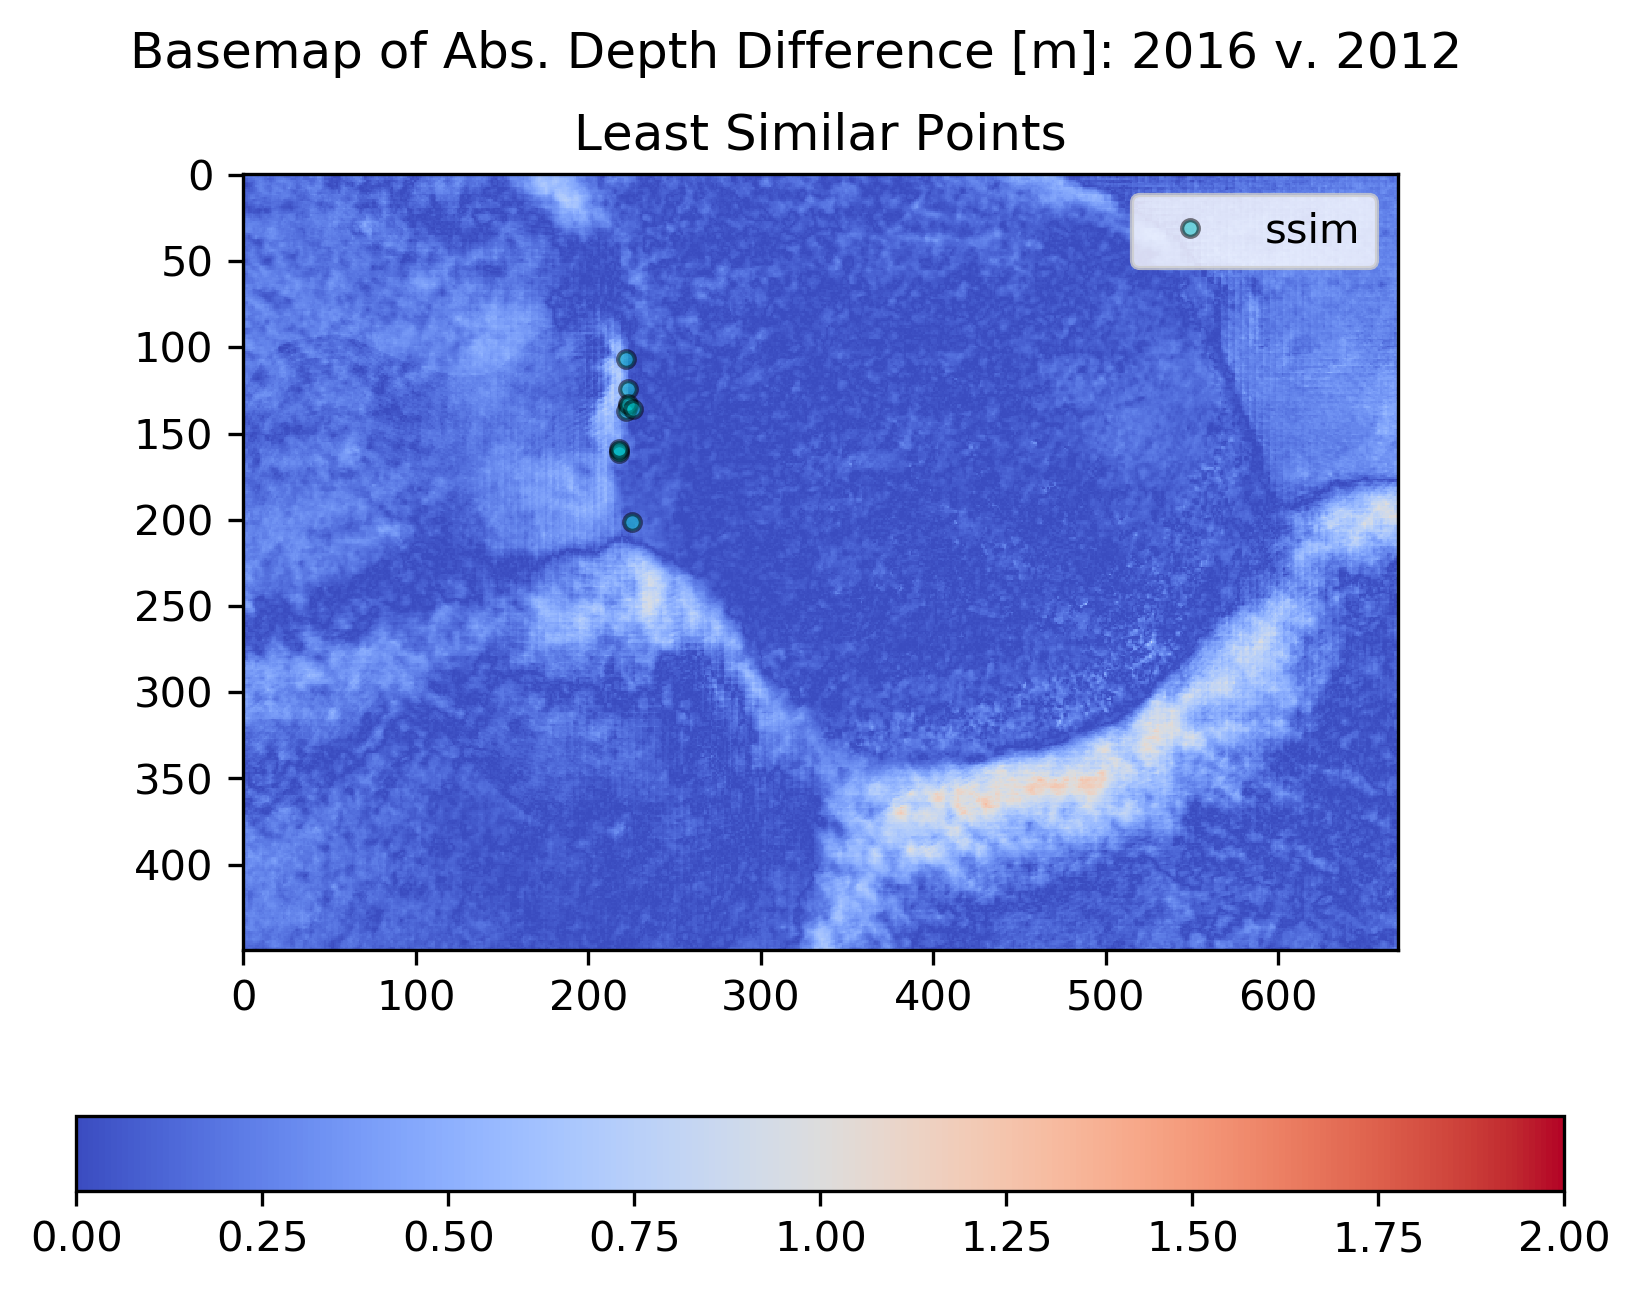 Basemap of Abs. Depth Difference [m]: 2016 v. 2012
Least Similar Points
ssim
0
50
100
150
200
250
300
350
400
0 100 200 300 400 500 600
0.00 0.25 0.50 0.75 1.00 1.25 1.50 1.75 2.00